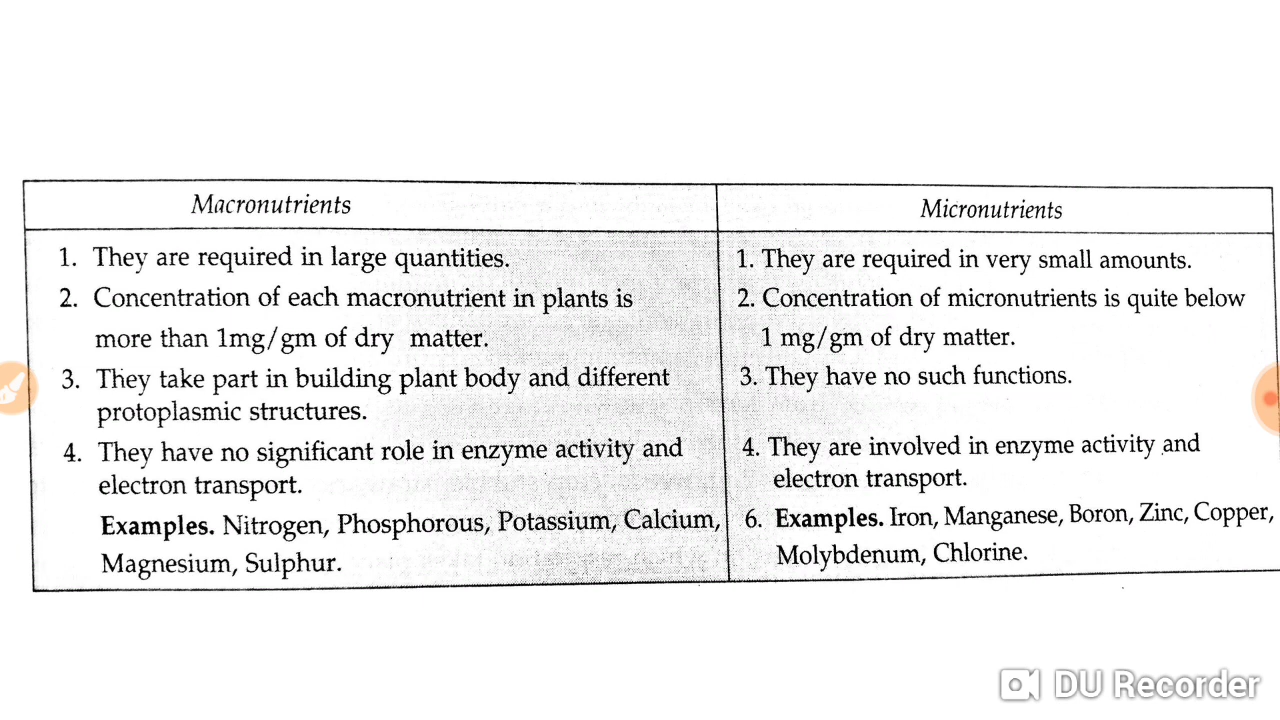 Macronutrients
1. They are required in large quantities.
2. Concentration of each macronutrient in plants is
more than 1mg/gm of dry matter.
3. They take part in building plant body and different
protoplasmic structures.
4. They have no significant role in enzyme activity and
electron transport.
Examples. Nitrogen, Phosphorous, Potassium, Calcium,
Magnesium, Sulphur.
Micronutrients
1. They are required in very small amounts.
2. Concentration of micronutrients is quite below
1 mg/gm of dry matter.
3. They have no such functions.
4. They are involved in enzyme activity and
electron transport.
6. Examples. Iron, Manganese, Boron, Zinc, Copper,
Molybdenum, Chlorine.
DU Recorder